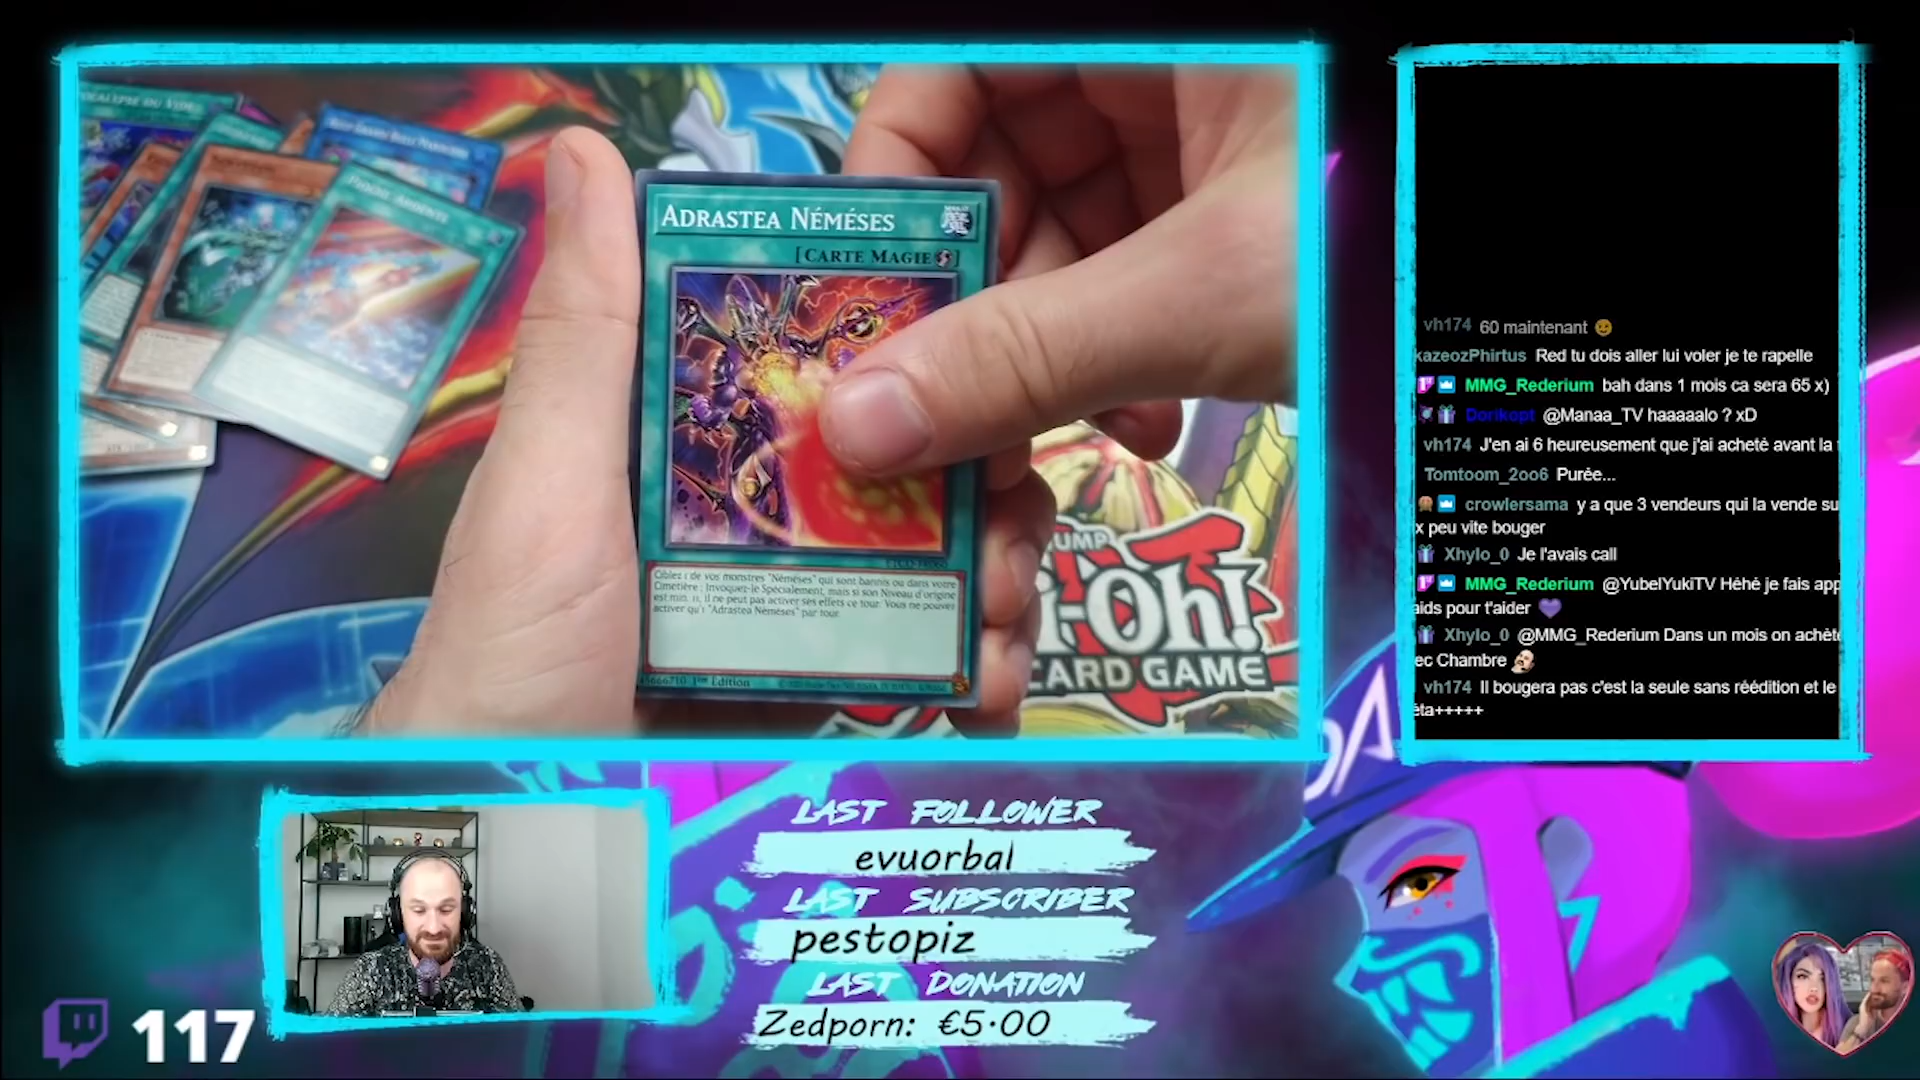 ADRASTEA NÉMÉSES
[CARTE MAGIE ]
Ciblez 1 de vos monstres "Néméses" qui sont bannis ou dans votre
Cimetière ; Invoquez-le Spécialement, mais si son Niveau d'origine
est min. 11, il ne peut pas activer ses effets ce tour. Vous ne pouvez
activer qu'1 "Adrastea Néméses" par tour.
1ère Édition
JUMP
i-Oh!
CARD GAME
vh174 60 maintenant
kazeozPhirtus Red tu dois aller lui voler je te rapelle
MMG_Rederium bah dans 1 mois ca sera 65 x)
Dorikopt @Manaa_TV haaaaalo ? xD
vh174 J'en ai 6 heureusement que j'ai acheté avant la
Tomtoom_2oo6 Purée...
crowlersama y a que 3 vendeurs qui la vende su
x peu vite bouger
Xhylo_0 Je l'avais call
MMG_Rederium @YubelYukiTV Héhé je fais app
aids pour t'aider
Xhylo_0 @MMG_Rederium Dans un mois on achète
ec Chambre
vh174 Il bougera pas c'est la seule sans réédition et le
éta+++++
LAST FOLLOWER
evuorbal
LAST SUBSCRIBER
pestopiz
LAST DONATION
Zedporn: €5.00
117